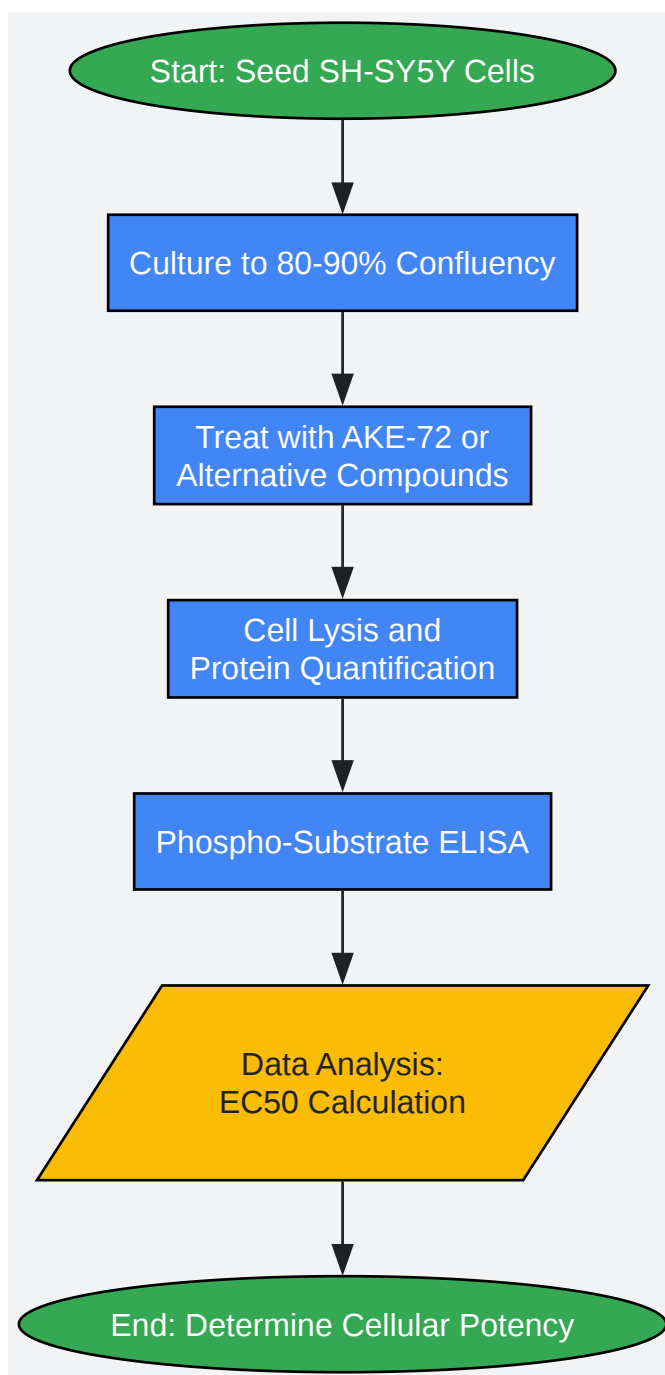 Start: Seed SH-SY5Y Cells
Culture to 80-90% Confluency
Treat with AKE-72 or
Alternative Compounds
Cell Lysis and
Protein Quantification
Phospho-Substrate ELISA
Data Analysis:
EC50 Calculation
End: Determine Cellular Potency